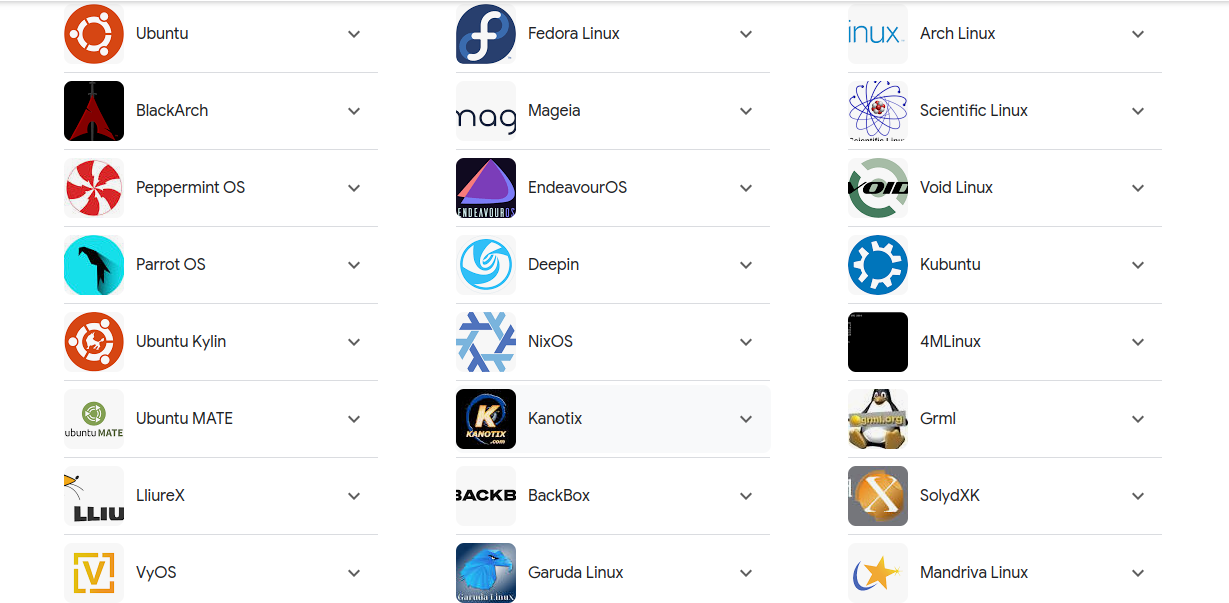 Ubuntu
Fedora Linux
inux
Arch Linux
BlackArch
mag
Mageia
Scientific Linux
Scientific Linux
Peppermint OS
ENDEAVOUROS
EndeavourOS
VOID
Void Linux
Parrot OS
Deepin
Kubuntu
Ubuntu Kylin
NixOS
4MLinux
ubuntu MATE
Ubuntu MATE
K
KANOTIX
.com
Kanotix
grml.org
Grml
LLIU
LliureX
BACKB
BackBox
X
SolydXK
V
VyOS
Garuda Linux
Garuda Linux
Mandriva Linux